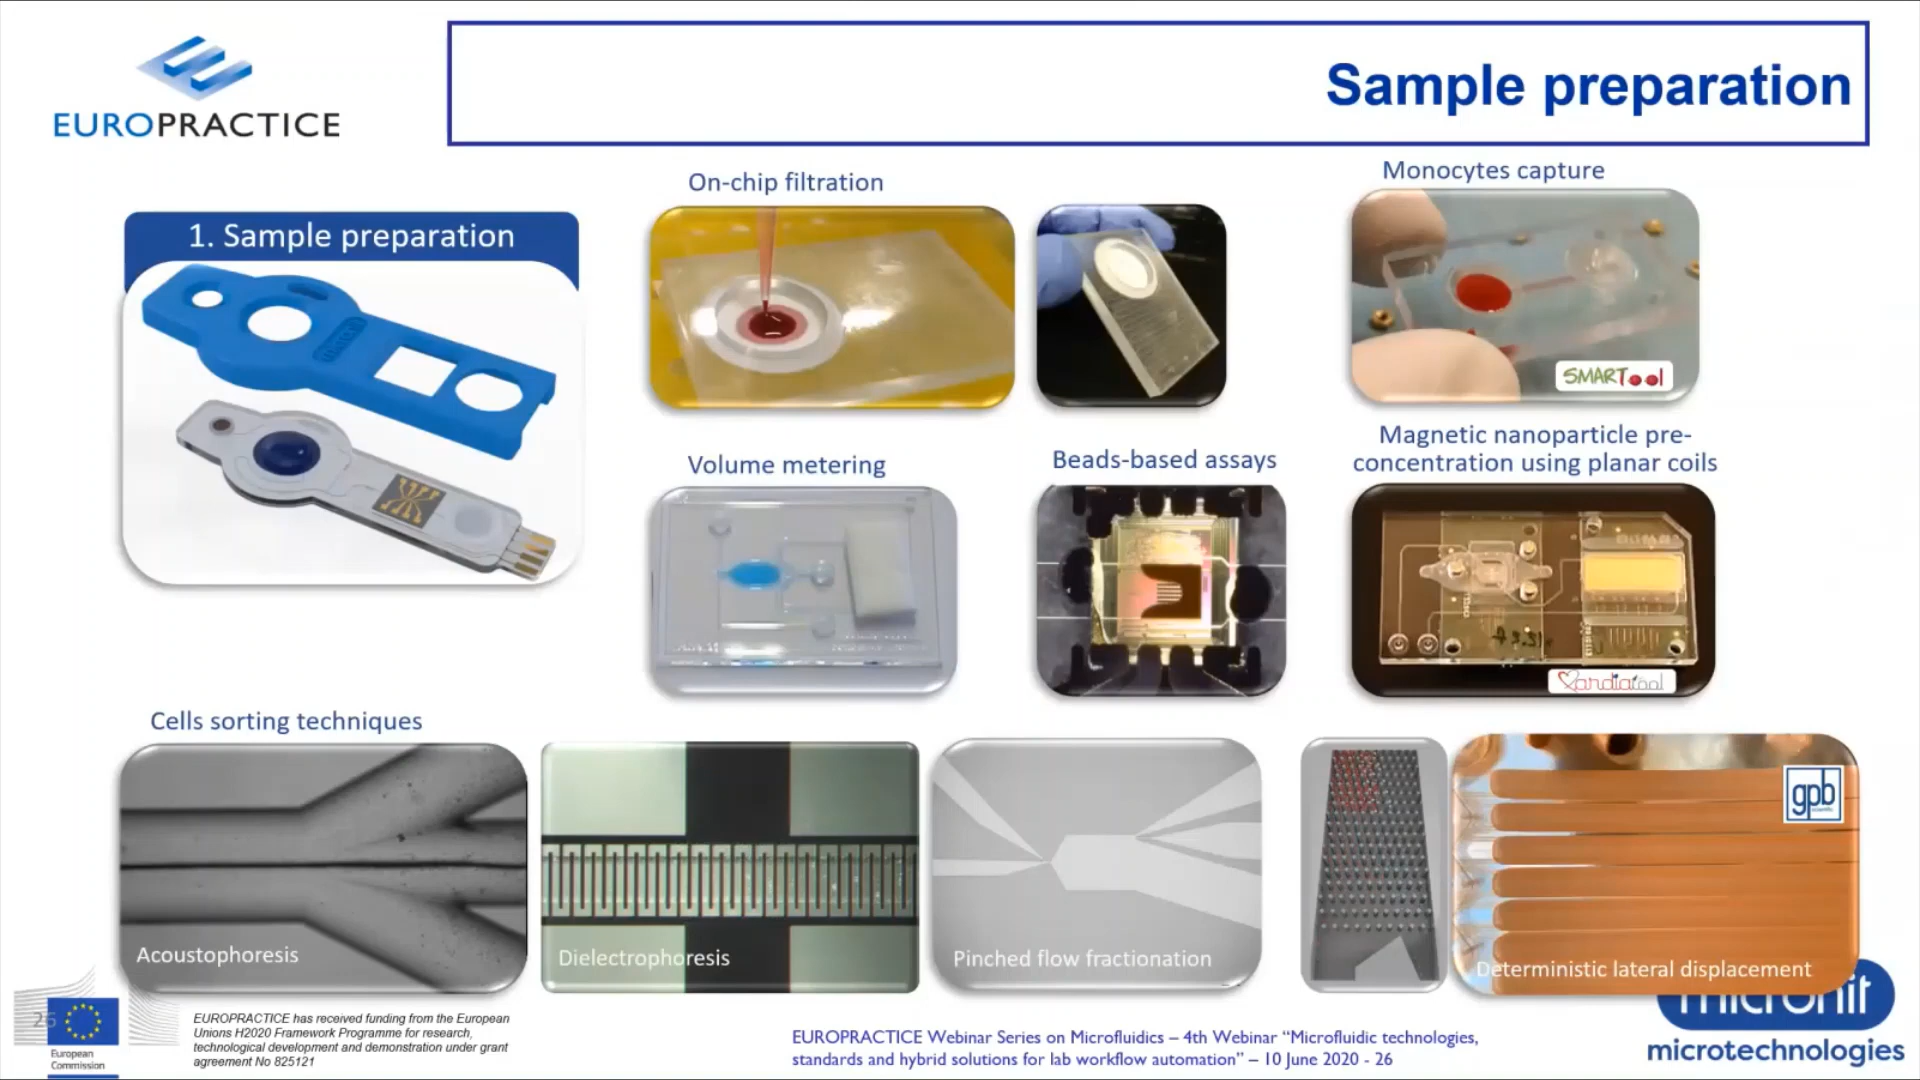 EUROPRACTICE
Sample preparation
1. Sample preparation
On-chip filtration
Monocytes capture
SMARTool
Volume metering
Beads-based assays
Magnetic nanoparticle pre-
concentration using planar coils
Cardiatool
Cells sorting techniques
Acoustophoresis
Dielectrophoresis
Pinched flow fractionation
gpb
Deterministic lateral displacement
26
European
Commission
EUROPRACTICE has received funding from the European
Unions H2020 Framework Programme for research,
technological development and demonstration under grant
agreement No 825121
EUROPRACTICE Webinar Series on Microfluidics – 4th Webinar “Microfluidic technologies,
standards and hybrid solutions for lab workflow automation” – 10 June 2020 - 26
micronit
microtechnologies